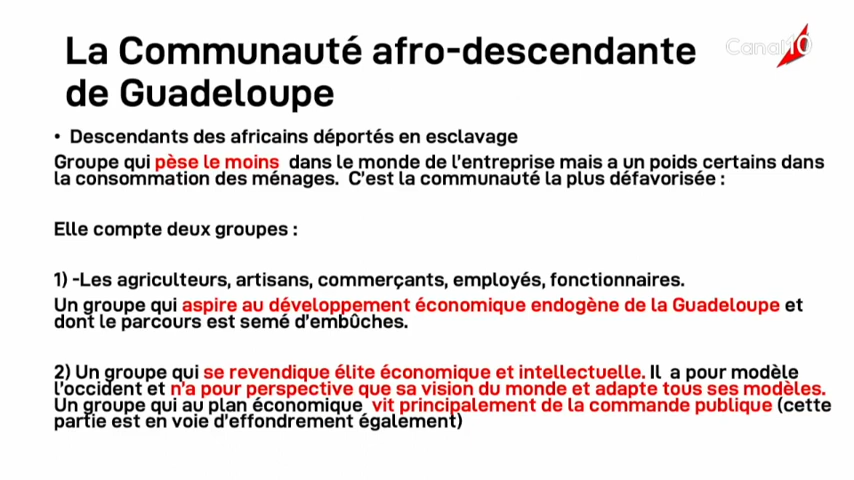 La Communauté afro-descendante
de Guadeloupe
Canal10
• Descendants des africains déportés en esclavage
Groupe qui pèse le moins dans le monde de l'entreprise mais a un poids certains dans
la consommation des ménages. C'est la communauté la plus défavorisée :
Elle compte deux groupes :
1) -Les agriculteurs, artisans, commerçants, employés, fonctionnaires.
Un groupe qui aspire au développement économique endogène de la Guadeloupe et
dont le parcours est semé d'embûches.
2) Un groupe qui se revendique élite économique et intellectuelle. Il a pour modèle
l'occident et n'a pour perspective que sa vision du monde et adapte tous ses modèles.
Un groupe qui au plan économique vit principalement de la commande publique (cette
partie est en voie d'effondrement également)